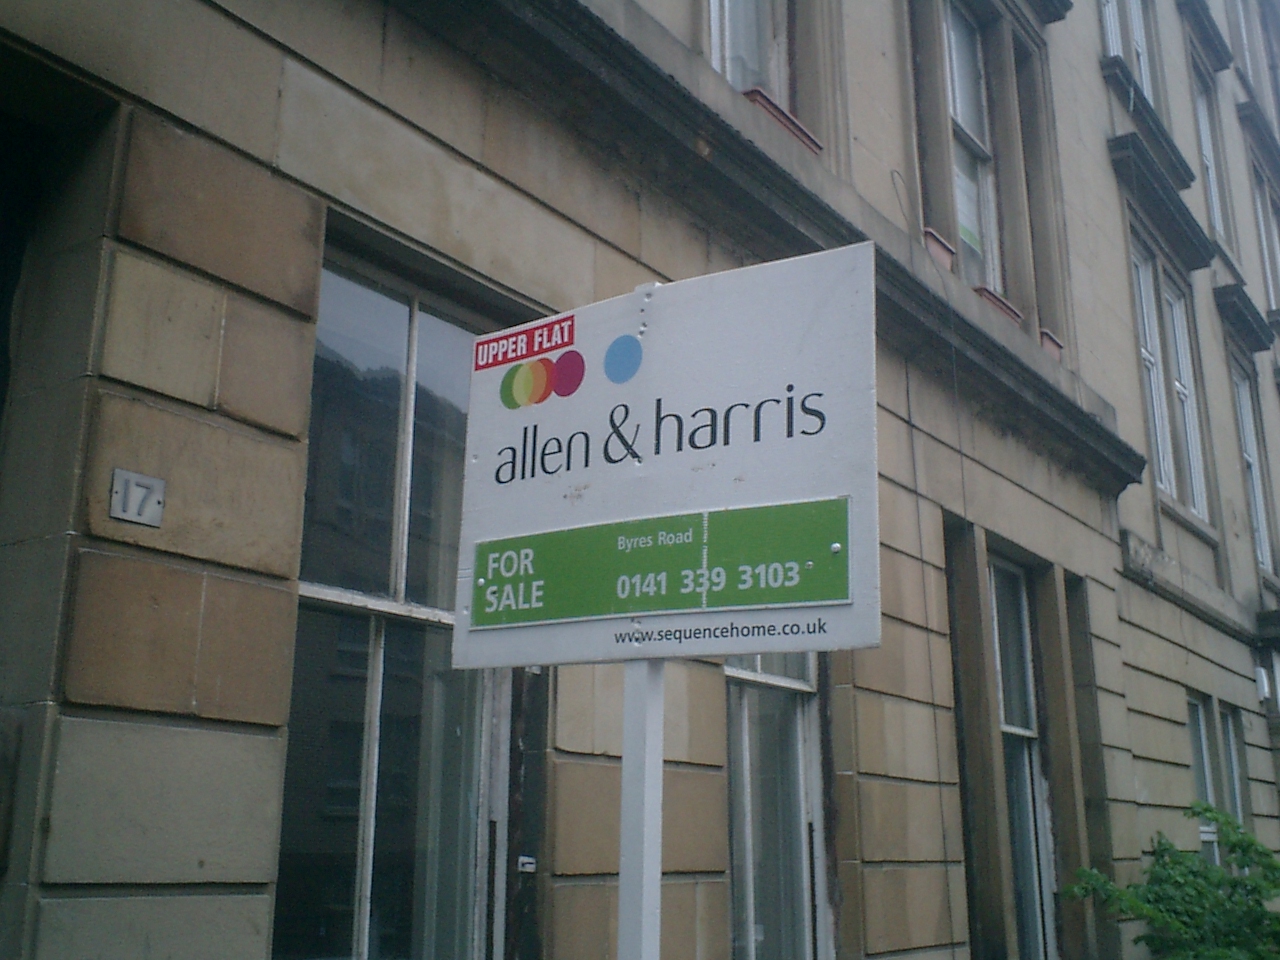 17
UPPER FLAT
allen & harris
FOR
SALE
Byres Road
0141 339 3103
www.sequencehome.co.uk